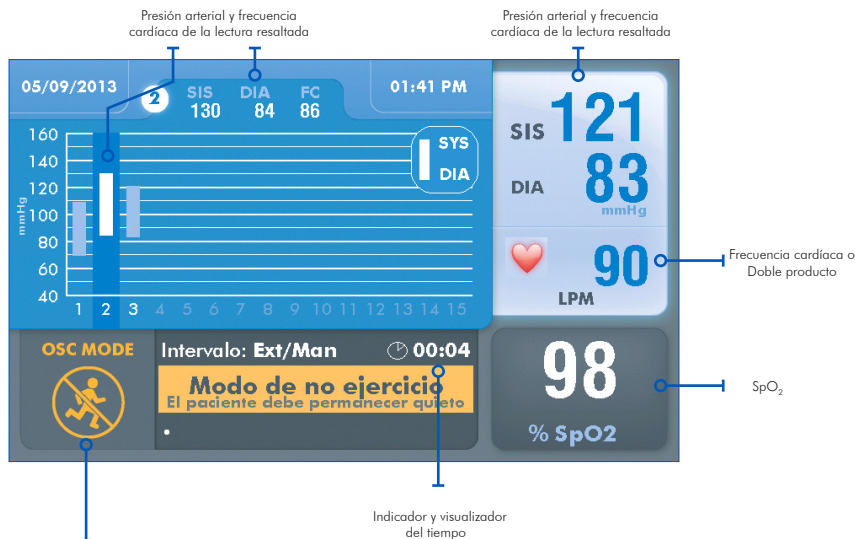 Presión arterial y frecuencia
cardíaca de la lectura resaltada
Presión arterial y frecuencia
cardíaca de la lectura resaltada
05/09/2013
2
SIS DIA FC
130 84 86
01:41 PM
160
140
120
100
80
60
40
mmHg
SYS
DIA
1 2 3 4 5 6 7 8 9 10 11 12 13 14 15
SIS 121
DIA 83
mmHg
90
LPM
Frecuencia cardíaca o
Doble producto
OSC MODE
Intervalo: Ext/Man 00:04
Modo de no ejercicio
El paciente debe permanecer quieto
98
% SpO2
SpO₂
Indicador y visualizador
del tiempo